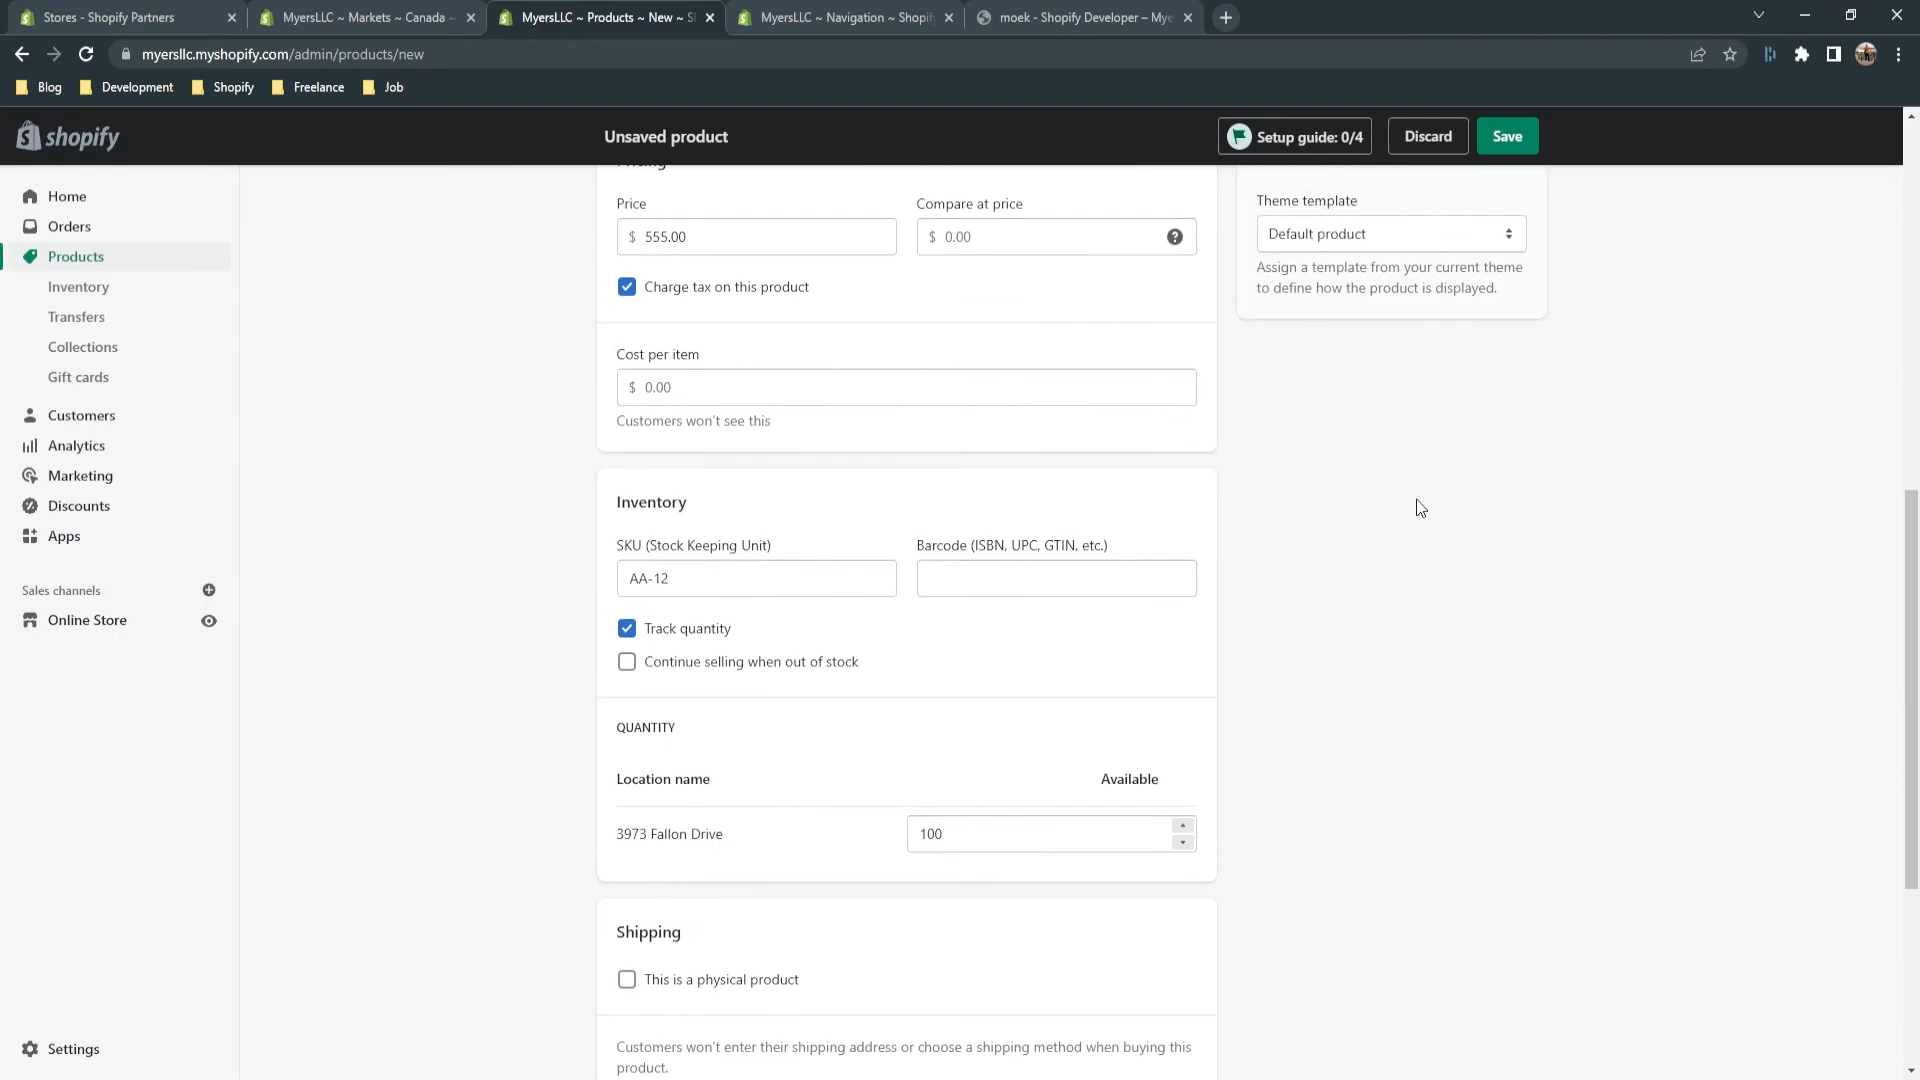 Stores - Shopify Partners
MyersLLC ~ Markets ~ Canada ~
MyersLLC ~ Products ~ New ~ S
MyersLLC ~ Navigation ~ Shopif
moek - Shopify Developer – Mye
myersllc.myshopify.com/admin/products/new
Blog
Development
Shopify
Freelance
Job
shopify
Unsaved product
Setup guide: 0/4
Discard
Save
Home
Orders
Products
Inventory
Transfers
Collections
Gift cards
Customers
Analytics
Marketing
Discounts
Apps
Sales channels
Online Store
Settings
Pricing
Price
Compare at price
$ 555.00
$ 0.00
Charge tax on this product
Cost per item
$ 0.00
Customers won't see this
Inventory
SKU (Stock Keeping Unit)
Barcode (ISBN, UPC, GTIN, etc.)
AA-12
Track quantity
Continue selling when out of stock
QUANTITY
Location name
Available
3973 Fallon Drive
100
Shipping
This is a physical product
Customers won't enter their shipping address or choose a shipping method when buying this
product.
Theme template
Default product
Assign a template from your current theme
to define how the product is displayed.